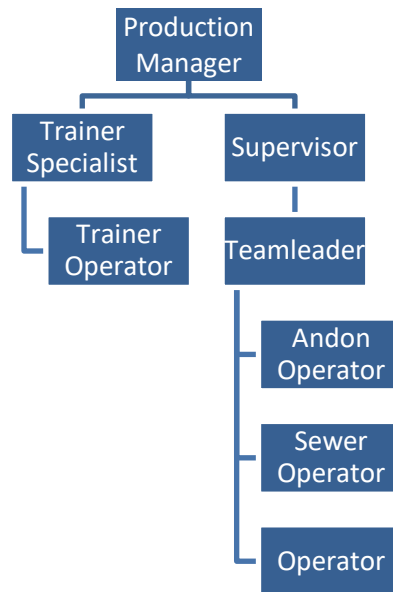 Production
Manager
Trainer
Specialist
Supervisor
Trainer
Operator
Teamleader
Andon
Operator
Sewer
Operator
Operator